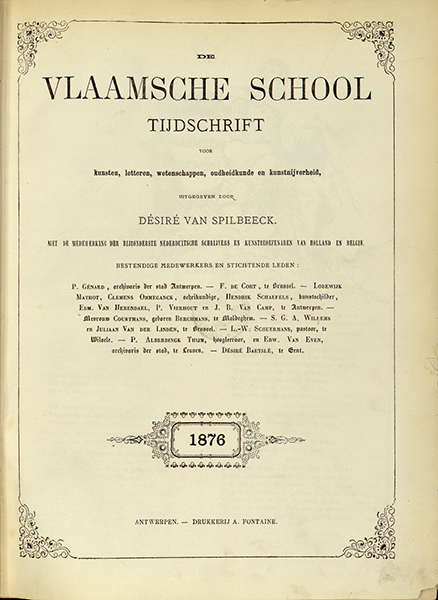 DE
VLAAMSCHE SCHOOL
TIJDSCHRIFT
VOOR
kunsten, letteren, wetenschappen, oudheidkunde en kunstnijverheid,
UITGEGEVEN DOOR
DÉSIRÉ VAN SPILBEECK.
MET DE MEDEWERKING DER BIJZONDERSTE NEDERDUITSCHE SCHRIJVERS EN KUNSTBEOEFENAREN VAN HOLLAND EN BELGIE.
BESTENDIGE MEDEWERKERS EN STICHTENDE LEDEN :
P. GÉNARD, archivaris der stad Antwerpen. — F. DE CORT, te Brussel. — LODEWIJK
MATHOT, CLEMENS OMMEGANCK, scheikundige, HENDRIK SCHAEFELS, kunstschilder,
EDM. VAN HERENDAEL, P. VISRHOUT en J. B. VAN CAMP, te Antwerpen. —
Mevrouw COURTMANS, geboren BERCHMANS, te Maldeghem. — S. G. A. WILLEMS
en JULIAAN VAN DER LINDEN, te Brussel. — L.-W. SCHUERMANS, pastoor, te
Wilsele. — P. ALBERDINGK THIJM, hoogleeraar, en EDW. VAN EVEN,
archivaris der stad, te Leuven. — DÉSIRÉ BAETSLÉ, te Gent.
1876
ANTWERPEN. — DRUKKERIJ A. FONTAINE.